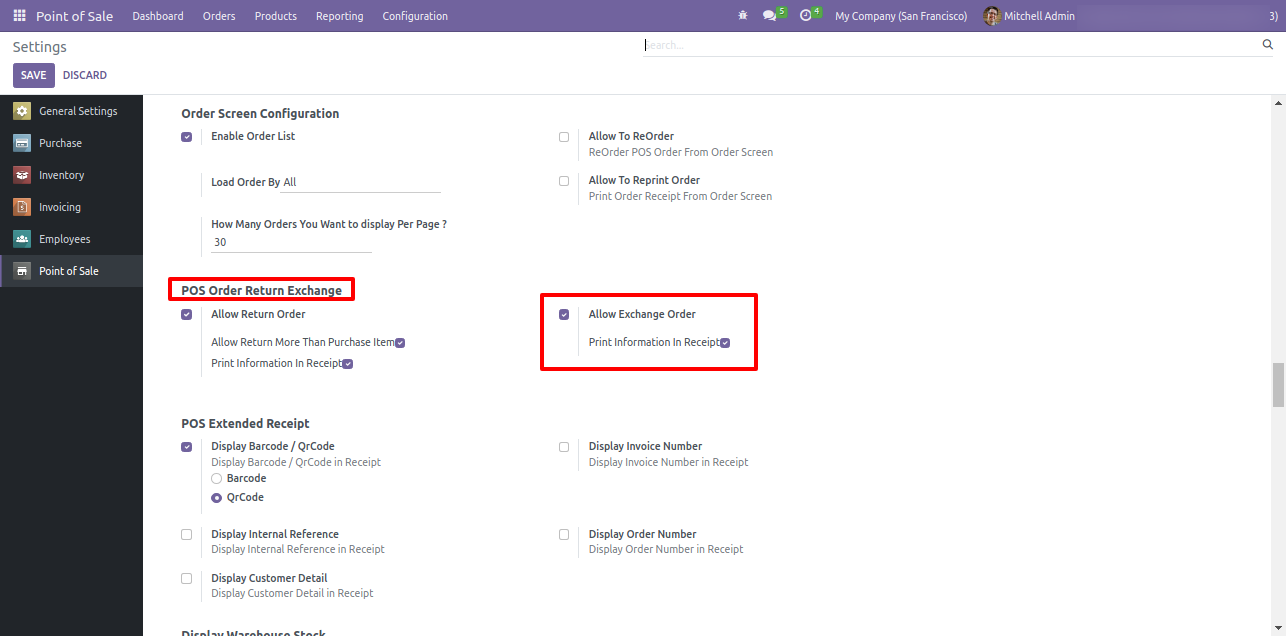 Point of Sale Dashboard Orders Products Reporting Configuration 5 4 My Company (San Francisco) Mitchell Admin 3)
Settings
Search...
SAVE DISCARD
General Settings
Purchase
Inventory
Invoicing
Employees
Point of Sale
Order Screen Configuration
Enable Order List
Allow To ReOrder
ReOrder POS Order From Order Screen
Load Order By All
Allow To Reprint Order
Print Order Receipt From Order Screen
How Many Orders You Want to display Per Page ?
30
POS Order Return Exchange
Allow Return Order
Allow Return More Than Purchase Item
Print Information In Receipt
Allow Exchange Order
Print Information In Receipt
POS Extended Receipt
Display Barcode / QrCode
Display Barcode / QrCode in Receipt
Barcode
QrCode
Display Invoice Number
Display Invoice Number in Receipt
Display Internal Reference
Display Internal Reference in Receipt
Display Order Number
Display Order Number in Receipt
Display Customer Detail
Display Customer Detail in Receipt
Display Warehouse Stock